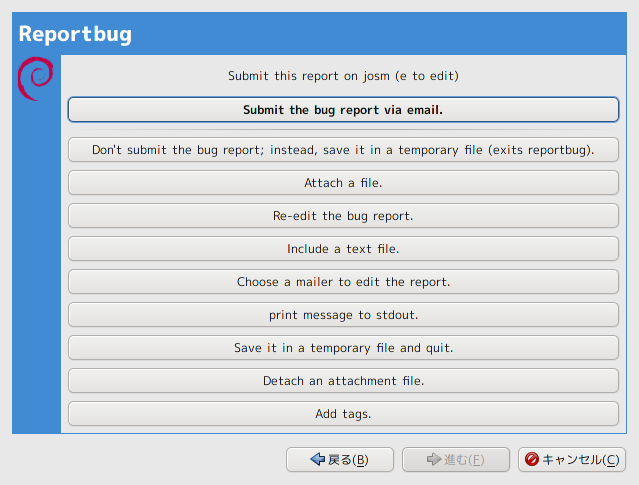 Reportbug
Submit this report on josm (e to edit)
Submit the bug report via email.
Don't submit the bug report; instead, save it in a temporary file (exits reportbug).
Attach a file.
Re-edit the bug report.
Include a text file.
Choose a mailer to edit the report.
print message to stdout.
Save it in a temporary file and quit.
Detach an attachment file.
Add tags.
戻る(B) 進む(F) キャンセル(C)